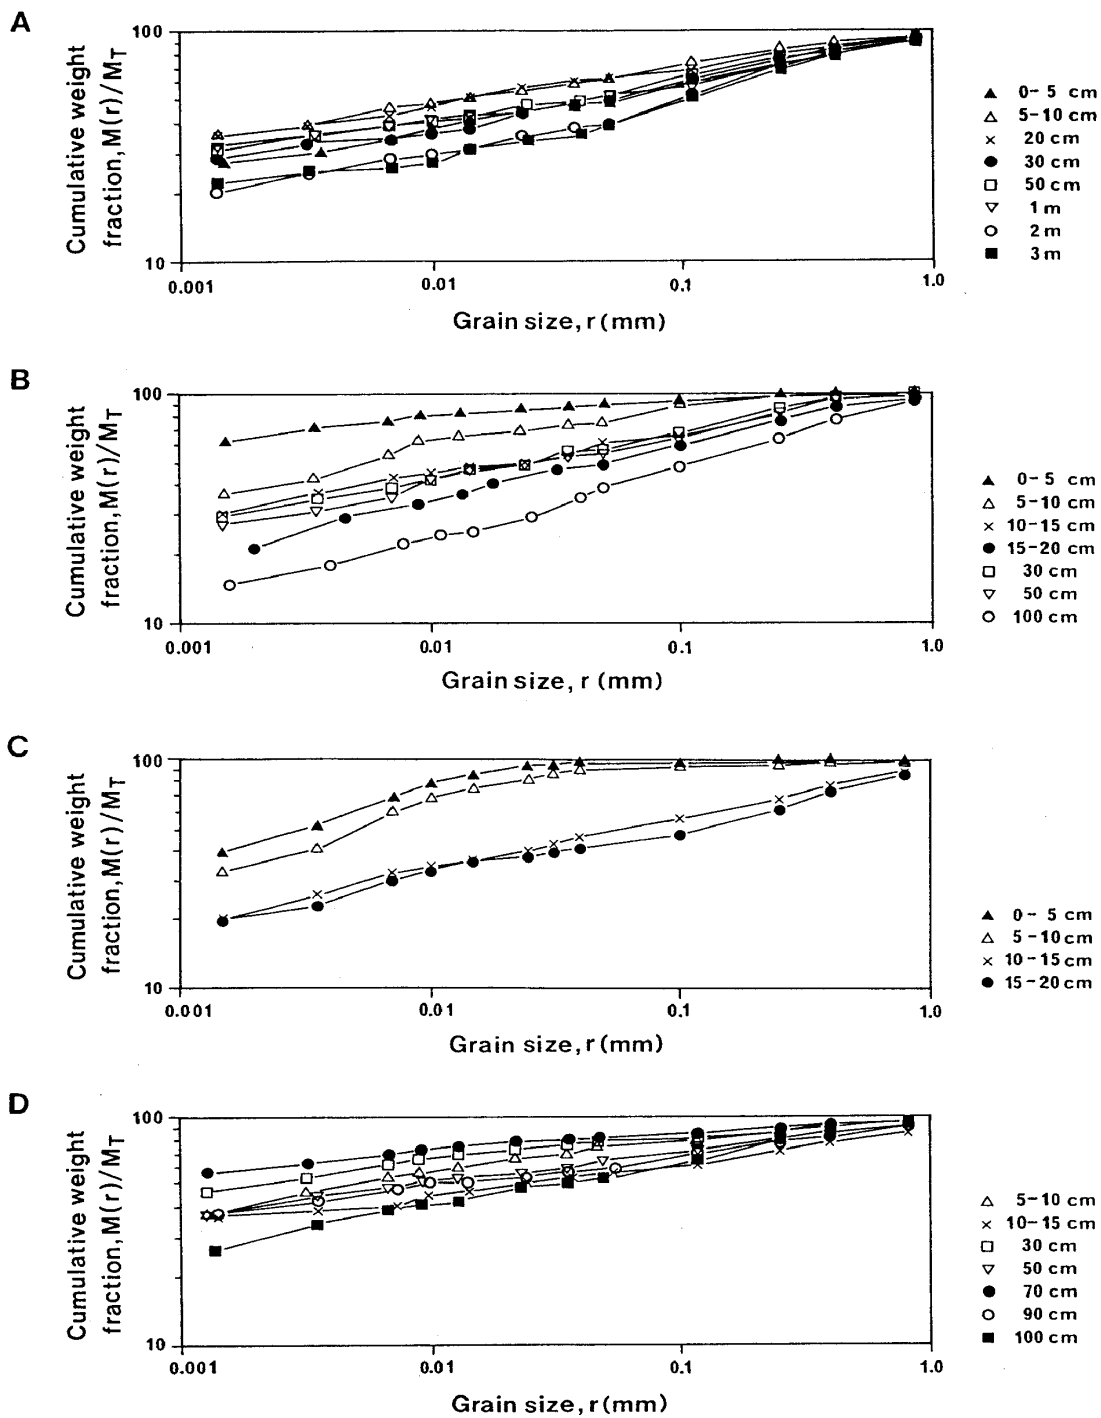 A
Cumulative weight
fraction, M(r)/MT
100
10
0.001
0.01
0.1
1.0
Grain size, r (mm)
0-5 cm
5-10 cm
20 cm
30 cm
50 cm
1 m
2 m
3 m
B
Cumulative weight
fraction, M(r)/MT
100
10
0.001
0.01
0.1
1.0
Grain size, r (mm)
0-5 cm
5-10 cm
10-15 cm
15-20 cm
30 cm
50 cm
100 cm
C
Cumulative weight
fraction, M(r)/MT
100
10
0.001
0.01
0.1
1.0
Grain size, r (mm)
0-5 cm
5-10 cm
10-15 cm
15-20 cm
D
Cumulative weight
fraction, M(r)/MT
100
10
0.001
0.01
0.1
1.0
Grain size, r (mm)
5-10 cm
10-15 cm
30 cm
50 cm
70 cm
90 cm
100 cm